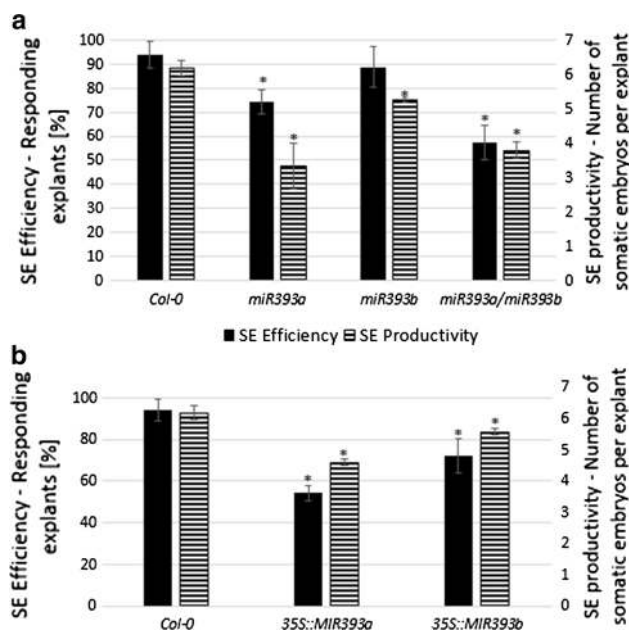 a
SE Efficiency - Responding
explants [%]
100
90
80
70
60
50
40
30
20
10
0
7
6
5
4
3
2
1
0
SE productivity - Number of
somatic embryos per explant
*
*
*
*
*
Col-0
miR393a
miR393b
miR393a/miR393b
SE Efficiency
SE Productivity
b
SE Efficiency - Responding
explants [%]
100
80
60
40
20
0
7
6
5
4
3
2
1
0
SE productivity - Number of
somatic embryos per explant
*
*
*
*
Col-0
35S::MIR393a
35S::MIR393b